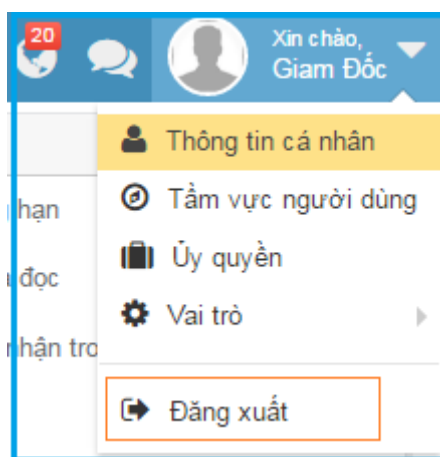 20
Xin chào,
Giam Đốc
Thông tin cá nhân
hạn
Tầm vực người dùng
Ủy quyền
đọc
Vai trò
nhận tro
Đăng xuất